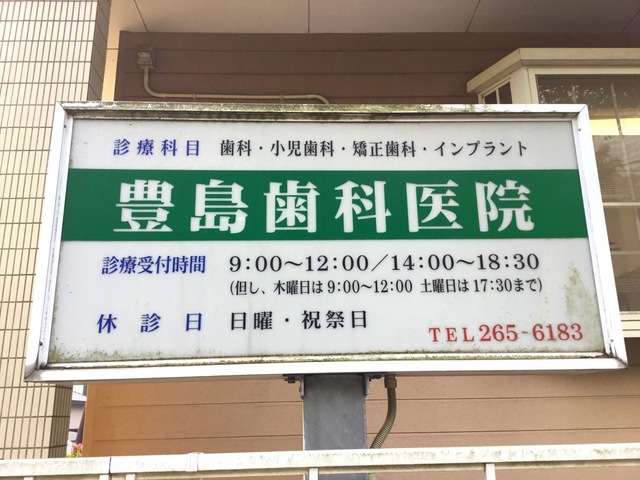 診療科目 歯科・小児歯科・矯正歯科・インプラント
豊島歯科医院
診療受付時間 9:00～12:00／14:00～18:30
(但し、木曜日は9:00～12:00 土曜日は17:30まで)
休診日 日曜・祝祭日
TEL265-6183